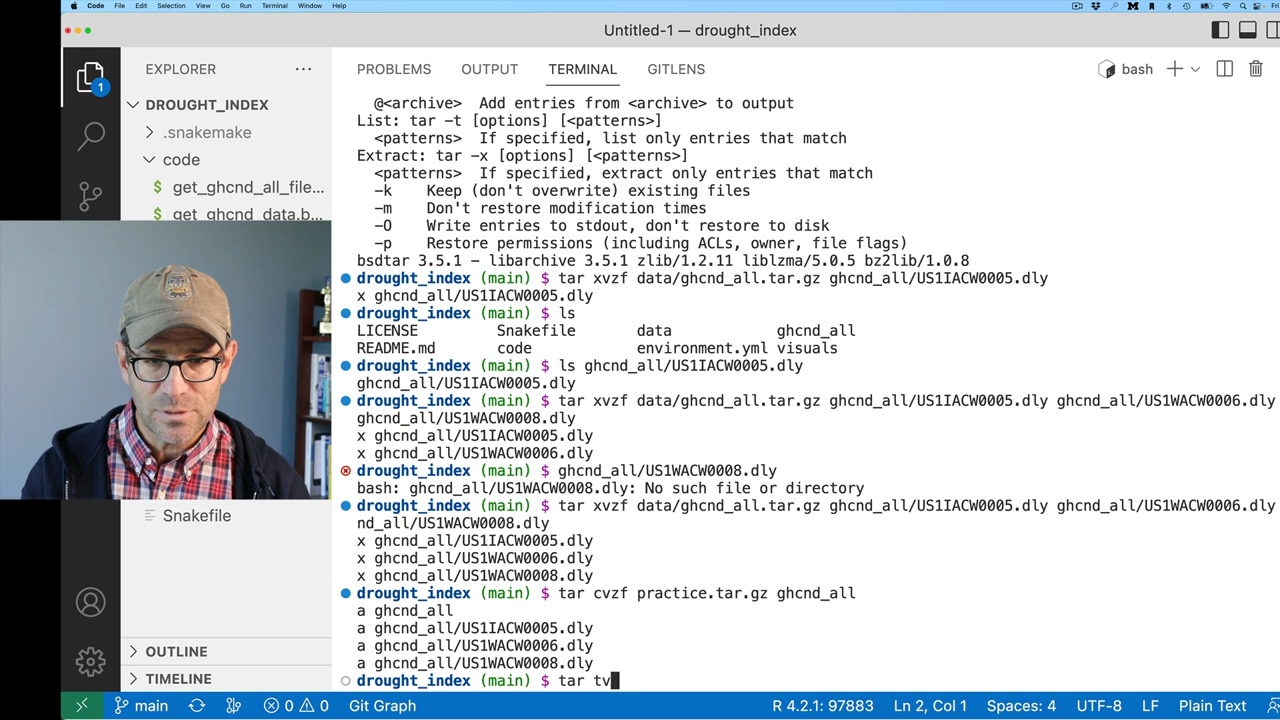 Code File Edit Selection View Go Run Terminal Window Help Fri
Untitled-1 — drought_index
EXPLORER
PROBLEMS OUTPUT TERMINAL GITLENS
bash
1
DROUGHT_INDEX
.snakemake
code
$ get_ghcnd_all_file...
$ get_ghcnd_data.b...
Snakefile
OUTLINE
TIMELINE
@<archive> Add entries from <archive> to output
List: tar -t [options] [<patterns>]
<patterns> If specified, list only entries that match
Extract: tar -x [options] [<patterns>]
<patterns> If specified, extract only entries that match
-k Keep (don't overwrite) existing files
-m Don't restore modification times
-O Write entries to stdout, don't restore to disk
-p Restore permissions (including ACLs, owner, file flags)
bsdtar 3.5.1 - libarchive 3.5.1 zlib/1.2.11 liblzma/5.0.5 bz2lib/1.0.8
drought_index (main) $ tar xvzf data/ghcnd_all.tar.gz ghcnd_all/US1IACW0005.dly
x ghcnd_all/US1IACW0005.dly
drought_index (main) $ ls
LICENSE Snakefile data ghcnd_all
README.md code environment.yml visuals
drought_index (main) $ ls ghcnd_all/US1IACW0005.dly
ghcnd_all/US1IACW0005.dly
drought_index (main) $ tar xvzf data/ghcnd_all.tar.gz ghcnd_all/US1IACW0005.dly ghcnd_all/US1WACW0006.dly
ghcnd_all/US1WACW0008.dly
x ghcnd_all/US1IACW0005.dly
x ghcnd_all/US1WACW0006.dly
drought_index (main) $ ghcnd_all/US1WACW0008.dly
bash: ghcnd_all/US1WACW0008.dly: No such file or directory
drought_index (main) $ tar xvzf data/ghcnd_all.tar.gz ghcnd_all/US1IACW0005.dly ghcnd_all/US1WACW0006.dly
nd_all/US1WACW0008.dly
x ghcnd_all/US1IACW0005.dly
x ghcnd_all/US1WACW0006.dly
x ghcnd_all/US1WACW0008.dly
drought_index (main) $ tar cvzf practice.tar.gz ghcnd_all
a ghcnd_all
a ghcnd_all/US1IACW0005.dly
a ghcnd_all/US1WACW0006.dly
a ghcnd_all/US1WACW0008.dly
drought_index (main) $ tar tv
main 0 0 Git Graph R 4.2.1: 97883 Ln 2, Col 1 Spaces: 4 UTF-8 LF Plain Text